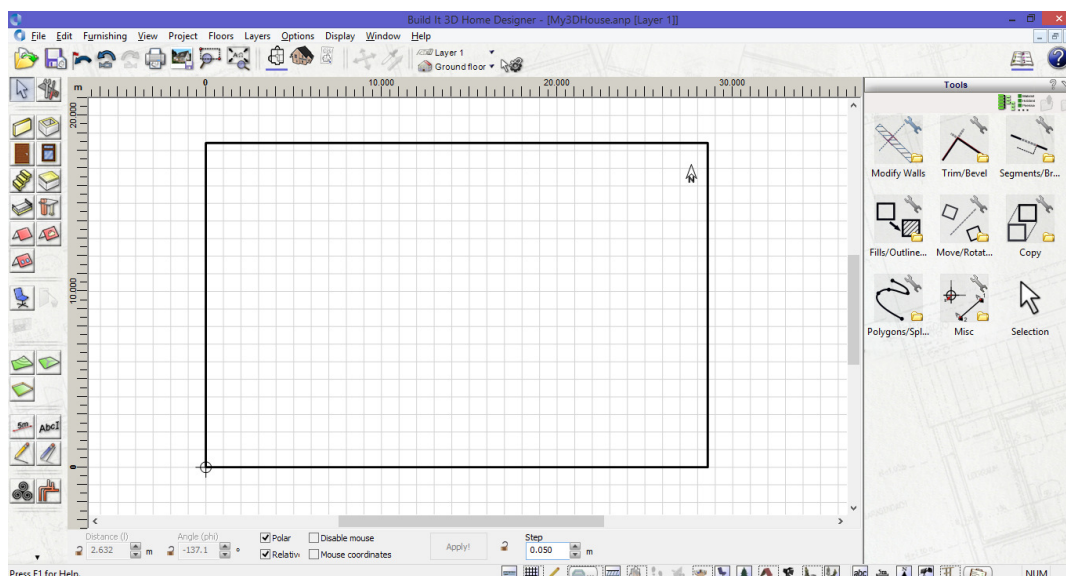 Build It 3D Home Designer - [My3DHouse.anp [Layer 1]]
File Edit Furnishing View Project Floors Layers Options Display Window Help
Layer 1
Ground floor
m 0 10.000 20.000 30.000
Tools
20.000
N
Modify Walls Trim/Bevel Segments/Br...
Fills/Outline... Move/Rotat... Copy
10.000
Polygons/Spl... Misc Selection
5m AbcI
0
Distance (l) Angle (phi) Polar Disable mouse Step
2.632 m -137.1 ° Relativ Mouse coordinates Apply! 0.050 m
Press F1 for Help. abc NUM